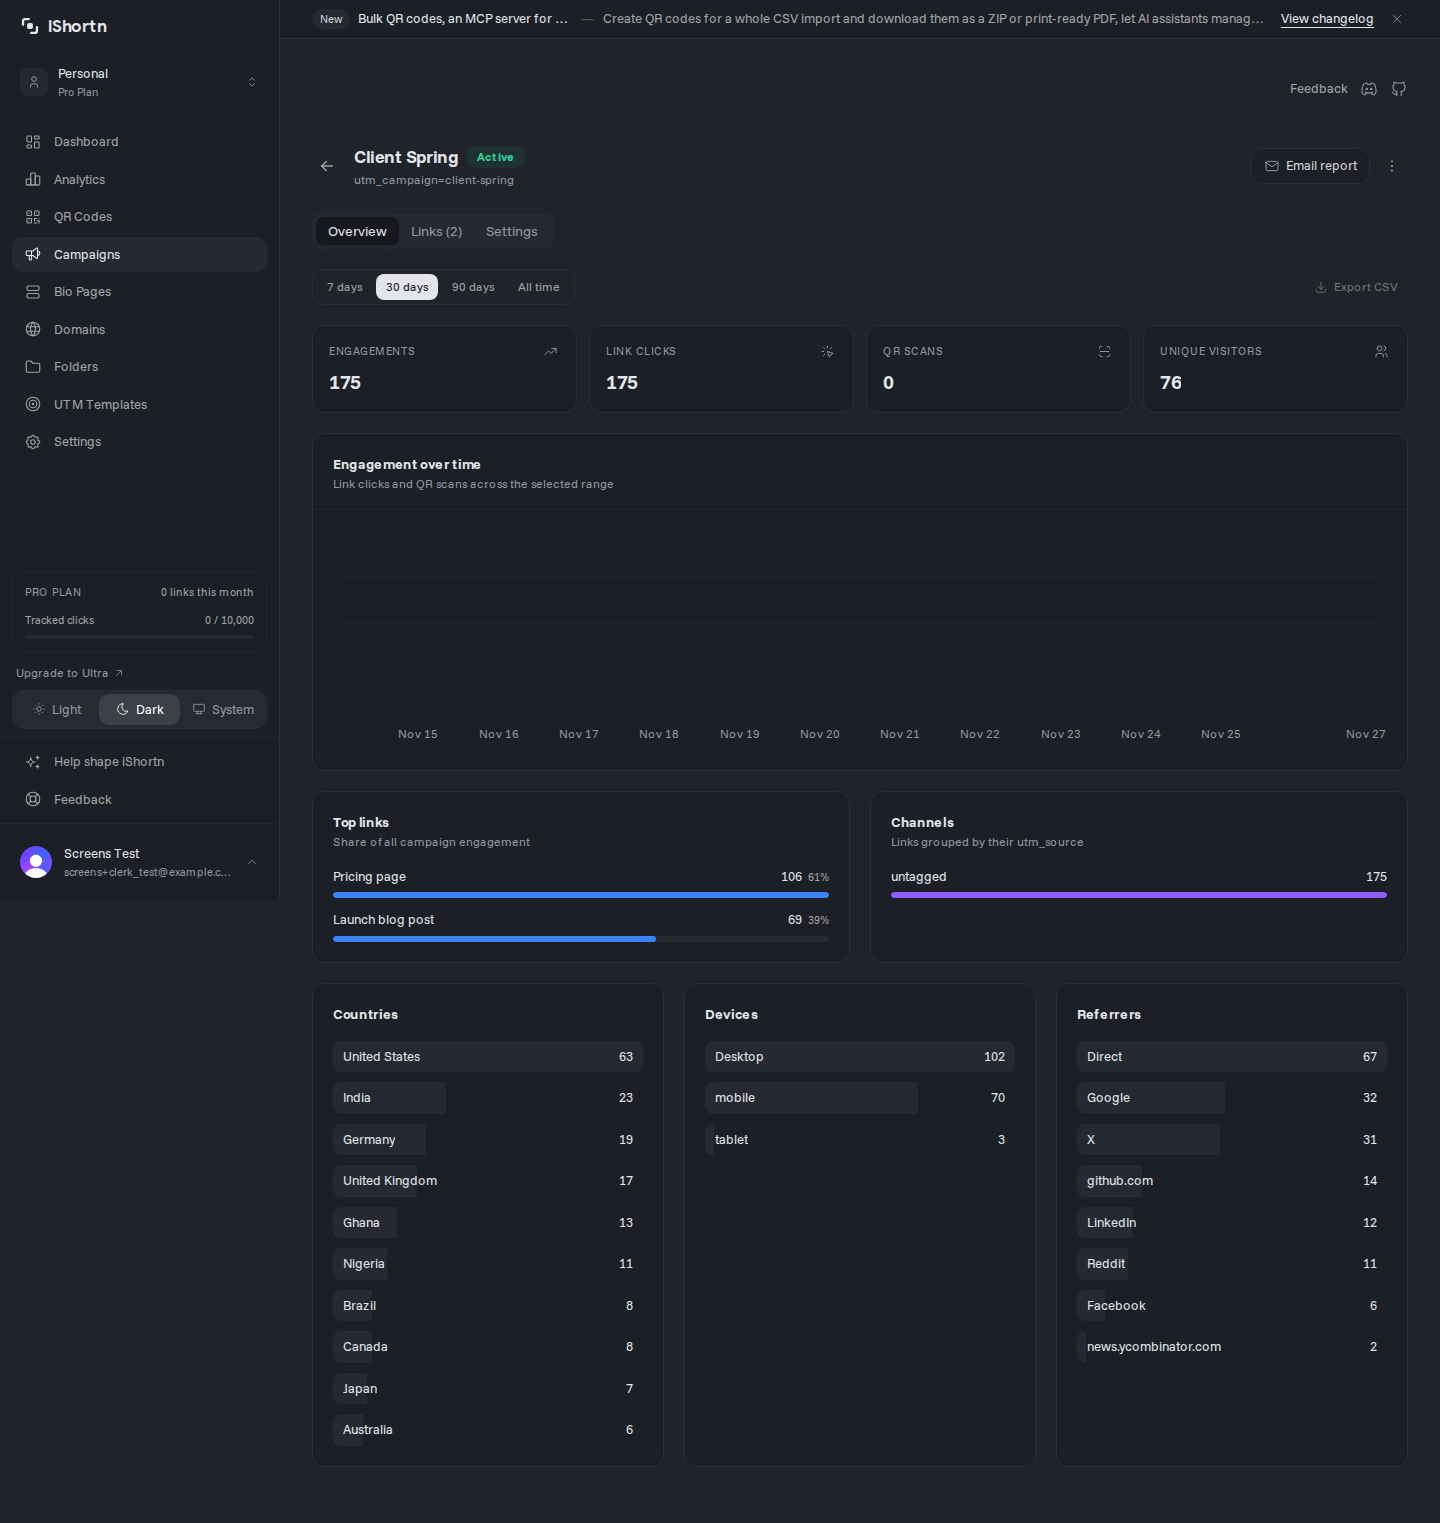 iShortn
New
Bulk QR codes, an MCP server for ...
—
Create QR codes for a whole CSV import and download them as a ZIP or print-ready PDF, let AI assistants manag...
View changelog
Personal
Pro Plan
Feedback
Dashboard
Analytics
QR Codes
Campaigns
Bio Pages
Domains
Folders
UTM Templates
Settings
PRO PLAN
0 links this month
Tracked clicks
0 / 10,000
Upgrade to Ultra
Light
Dark
System
Help shape iShortn
Feedback
Screens Test
screens+clerk_test@example.c...
Client Spring
Active
utm_campaign=client-spring
Email report
Overview
Links (2)
Settings
7 days
30 days
90 days
All time
Export CSV
ENGAGEMENTS
175
LINK CLICKS
175
QR SCANS
0
UNIQUE VISITORS
76
Engagement over time
Link clicks and QR scans across the selected range
Nov 15
Nov 16
Nov 17
Nov 18
Nov 19
Nov 20
Nov 21
Nov 22
Nov 23
Nov 24
Nov 25
Nov 27
Top links
Share of all campaign engagement
Pricing page
106 61%
Launch blog post
69 39%
Channels
Links grouped by their utm_source
untagged
175
Countries
United States 63
India 23
Germany 19
United Kingdom 17
Ghana 13
Nigeria 11
Brazil 8
Canada 8
Japan 7
Australia 6
Devices
Desktop 102
mobile 70
tablet 3
Referrers
Direct 67
Google 32
X 31
github.com 14
LinkedIn 12
Reddit 11
Facebook 6
news.ycombinator.com 2